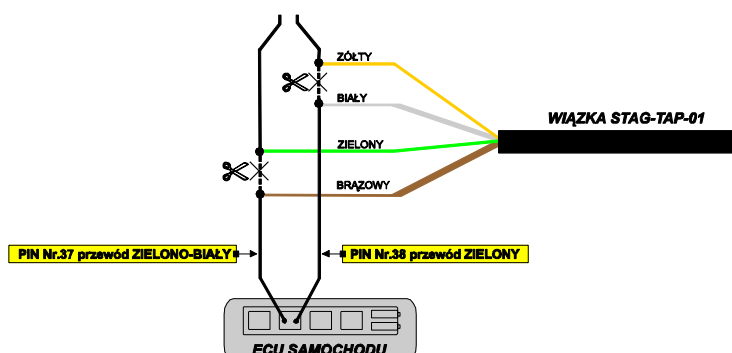 ZÓŁTY
BIAŁY
WIĄZKA STAG-TAP-01
ZIELONY
BRĄZOWY
PIN Nr.37 przewód ZIELONO-BIAŁY
PIN Nr.38 przewód ZIELONY
ECU SAMOCHODU